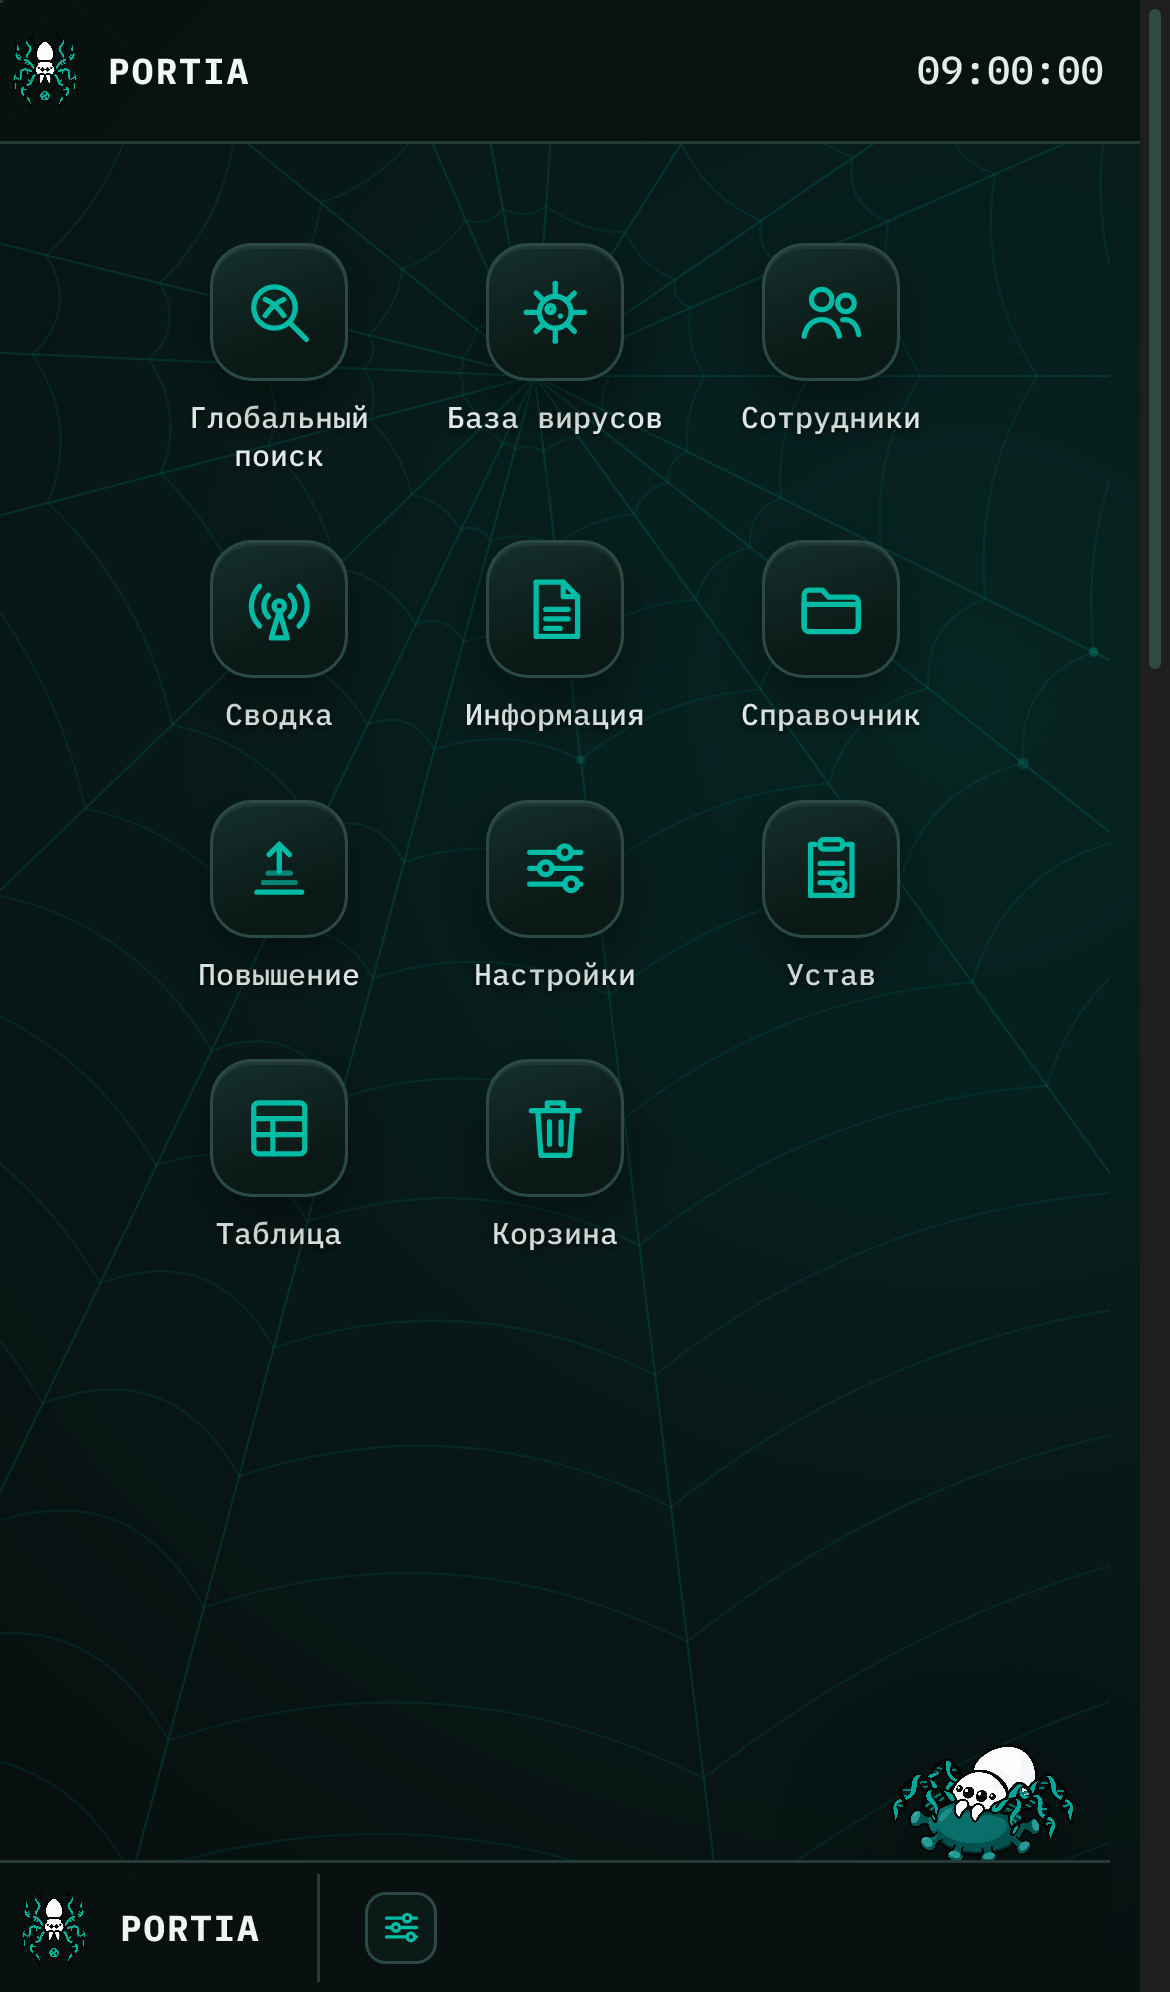 PORTIA
09:00:00
Глобальный
поиск
База вирусов
Сотрудники
Сводка
Информация
Справочник
Повышение
Настройки
Устав
Таблица
Корзина
PORTIA